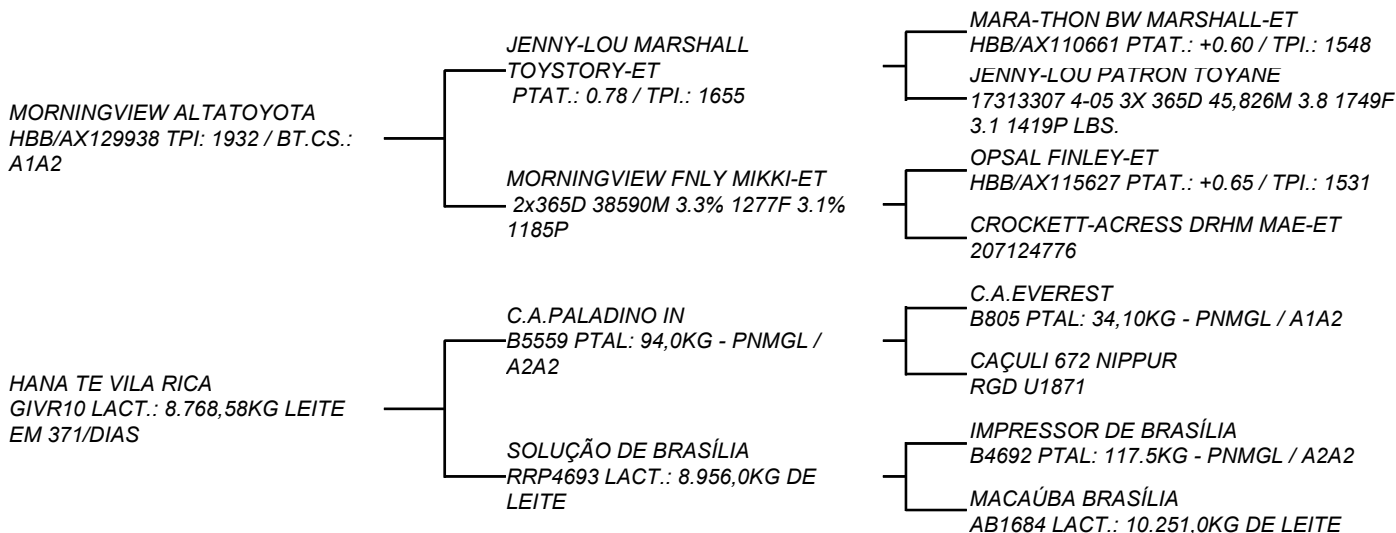 MARA-THON BW MARSHALL-ET
HBB/AX110661 PTAT.: +0.60 / TPI.: 1548
JENNY-LOU MARSHALL
TOYSTORY-ET
PTAT.: 0.78 / TPI.: 1655
JENNY-LOU PATRON TOYANE
17313307 4-05 3X 365D 45,826M 3.8 1749F
3.1 1419P LBS.
MORNINGVIEW ALTATOYOTA
HBB/AX129938 TPI: 1932 / BT.CS.:
A1A2
OPSAL FINLEY-ET
HBB/AX115627 PTAT.: +0.65 / TPI.: 1531
MORNINGVIEW FNLY MIKKI-ET
2x365D 38590M 3.3% 1277F 3.1%
1185P
CROCKETT-ACRESS DRHM MAE-ET
207124776
C.A.EVEREST
B805 PTAL: 34,10KG - PNMGL / A1A2
C.A.PALADINO IN
B5559 PTAL: 94,0KG - PNMGL /
A2A2
CAÇULI 672 NIPPUR
RGD U1871
HANA TE VILA RICA
GIVR10 LACT.: 8.768,58KG LEITE
EM 371/DIAS
IMPRESSOR DE BRASÍLIA
B4692 PTAL: 117.5KG - PNMGL / A2A2
SOLUÇÃO DE BRASÍLIA
RRP4693 LACT.: 8.956,0KG DE
LEITE
MACAÚBA BRASÍLIA
AB1684 LACT.: 10.251,0KG DE LEITE